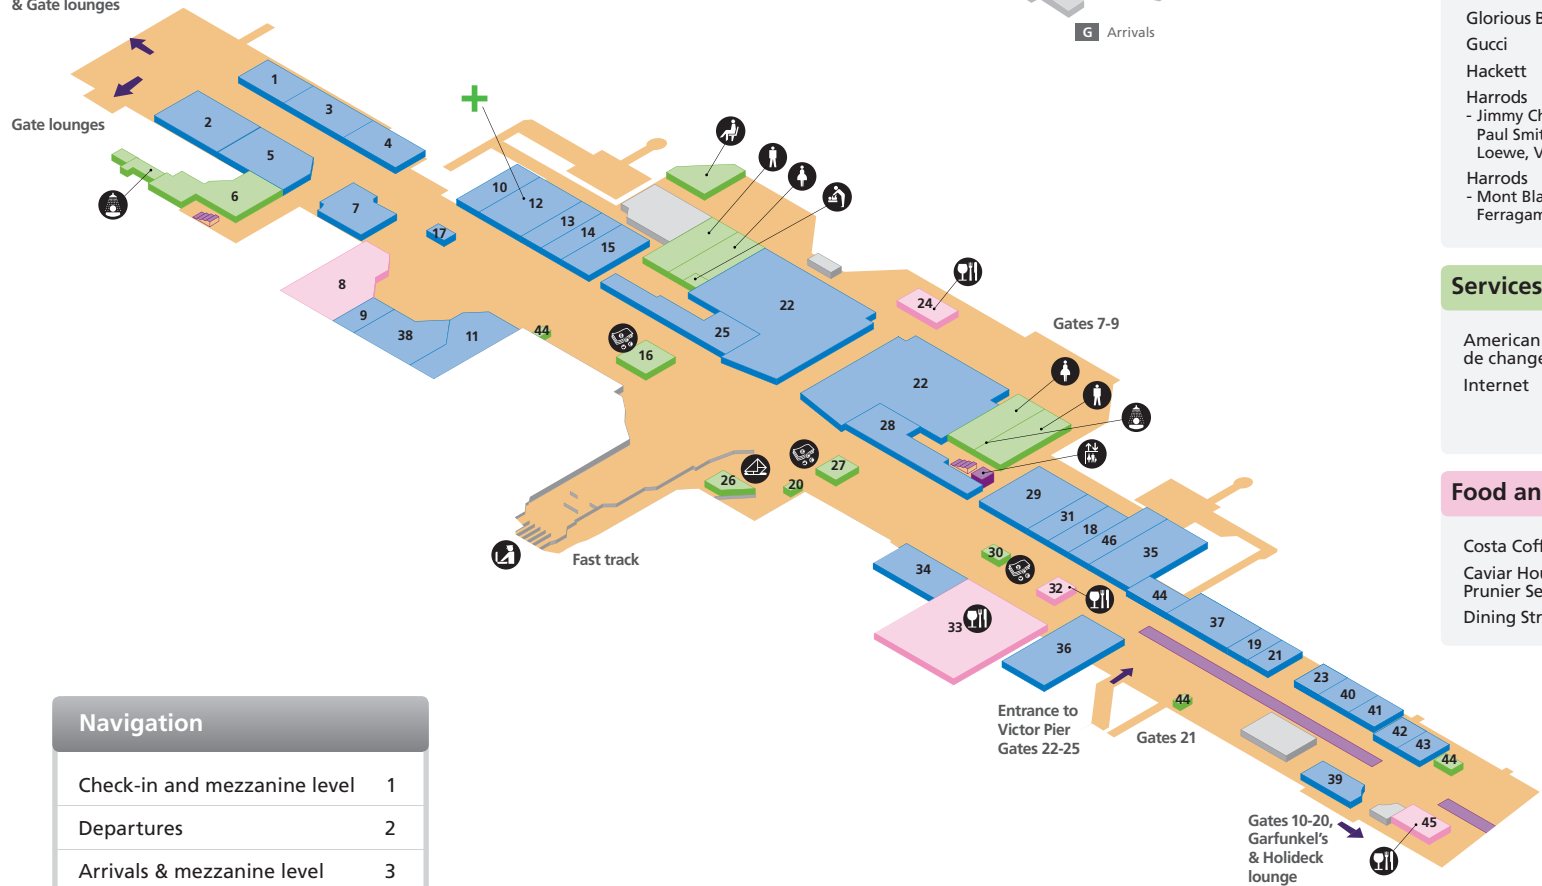 & Gate lounges
Gate lounges
G Arrivals
1
3
4
2
5
6
7
17
10
12
13
14
15
8
9
38
11
44
16
25
22
24
Gates 7-9
22
28
26
20
27
Fast track
29
31
18
46
35
30
32
34
33
36
44
37
19
21
23
40
41
42
43
44
44
39
45
Entrance to
Victor Pier
Gates 22-25
Gates 21
Gates 10-20,
Garfunkel's
& Holideck
lounge
Navigation
Check-in and mezzanine level 1
Departures 2
Arrivals & mezzanine level 3
Glorious B
Gucci
Hackett
Harrods
- Jimmy Ch
Paul Smit
Loewe, V
Harrods
- Mont Bla
Ferragam
Services
American
de change
Internet
Food an
Costa Coff
Caviar Hou
Prunier Se
Dining Str